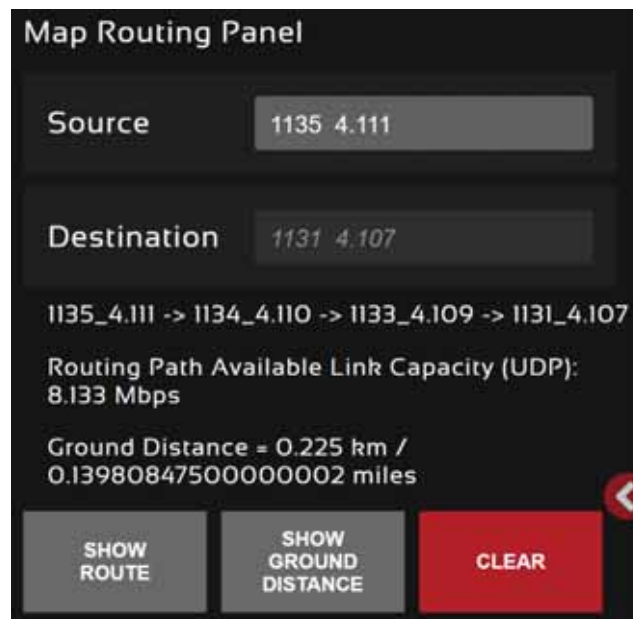 Map Routing Panel
Source
1135 4.111
Destination
1131 4.107
1135_4.111 -> 1134_4.110 -> 1133_4.109 -> 1131_4.107
Routing Path Available Link Capacity (UDP):
8.133 Mbps
Ground Distance = 0.225 km /
0.13980847500000002 miles
SHOW
ROUTE
SHOW
GROUND
DISTANCE
CLEAR